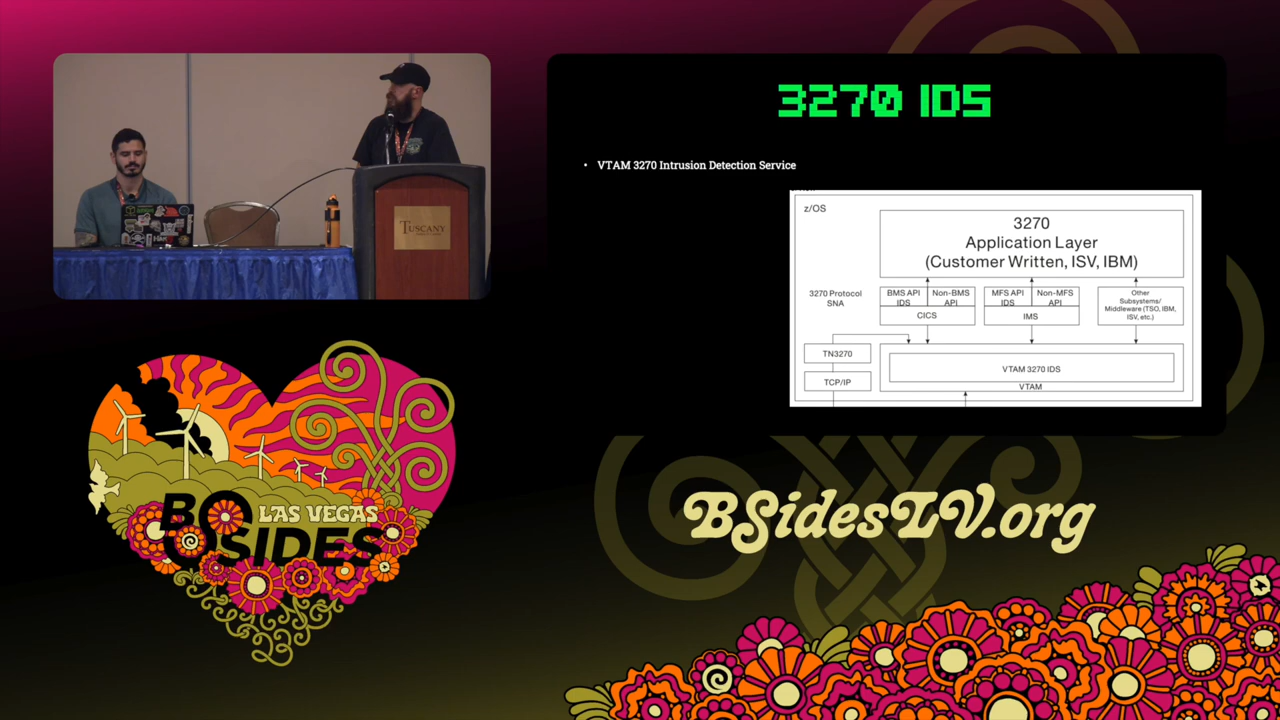 3270 IDS
• VTAM 3270 Intrusion Detection Service
z/OS
3270
Application Layer
(Customer Written, ISV, IBM)
3270 Protocol
SNA
BMS API
IDS
Non-BMS
API
CICS
MFS API
IDS
Non-MFS
API
IMS
Other
Subsystems/
Middleware (TSO, IBM,
ISV, etc.)
TN3270
TCP/IP
VTAM 3270 IDS
VTAM
TUSCANY
BSIDES
LAS VEGAS
BSidesLV.org